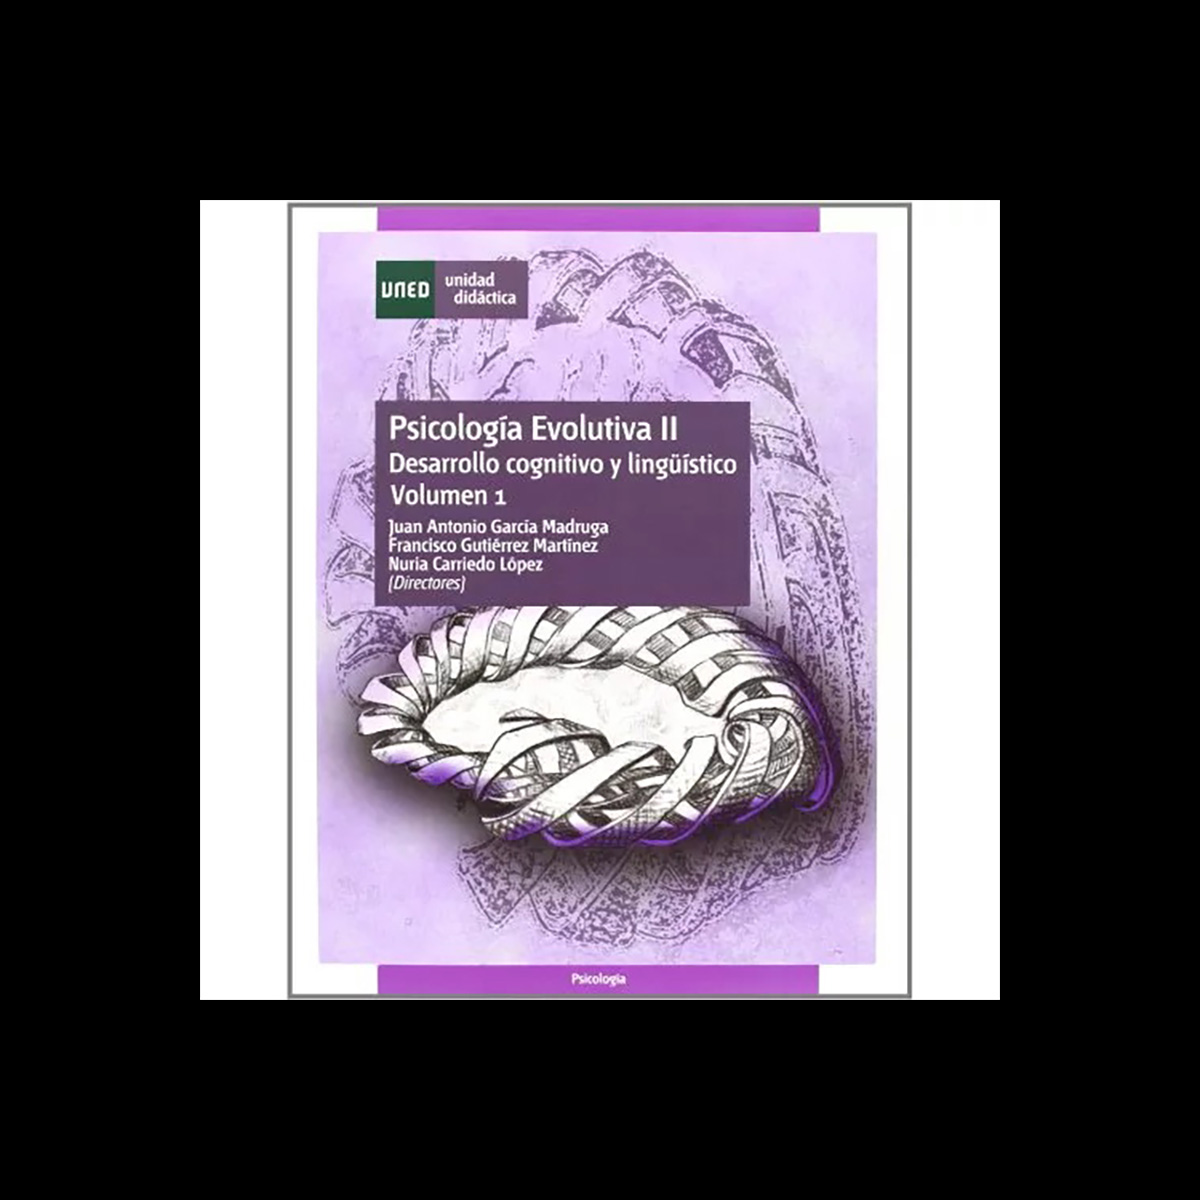 UNED
unidad
didáctica
Psicología Evolutiva II
Desarrollo cognitivo y lingüístico
Volumen 1
Juan Antonio García Madruga
Francisco Gutiérrez Martínez
Nuria Carriedo López
(Directores)
Psicología